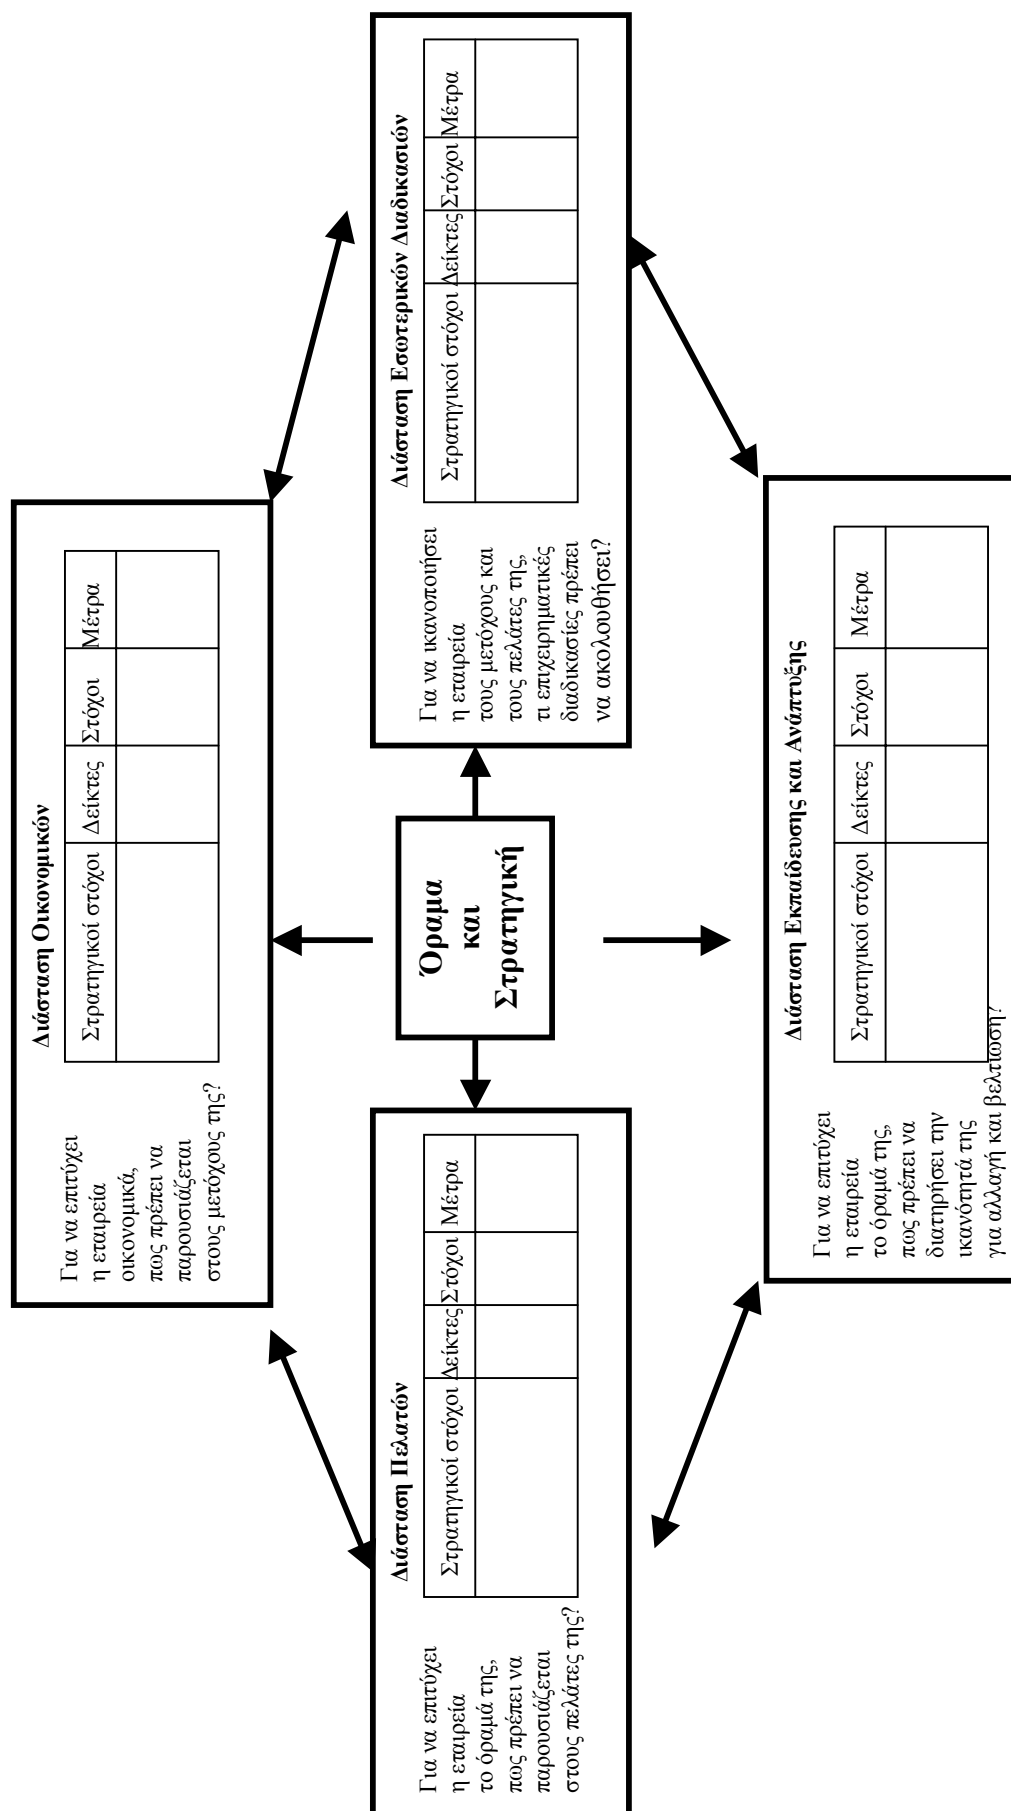 Διάσταση Οικονομικών
Για να επιτύχει
η εταιρεία
οικονομικά,
πως πρέπει να
παρουσιάζεται
στους μετόχους της?
Στρατηγικοί στόχοι Δείκτες Στόχοι Μέτρα
Διάσταση Πελατών
Για να επιτύχει
η εταιρεία
το όραμά της,
πως πρέπει να
παρουσιάζεται
στους πελάτες της?
Στρατηγικοί στόχοι Δείκτες Στόχοι Μέτρα
Όραμα
και
Στρατηγική
Διάσταση Εσοτερικών Διαδικασιών
Για να ικανοποιήσει
η εταιρεία
τους μετόχους και
τους πελάτες της,
τι επιχειρηματικές
διαδικασίες πρέπει
να ακολουθήσει?
Στρατηγικοί στόχοι Δείκτες Στόχοι Μέτρα
Διάσταση Εκπαίδευσης και Ανάπτυξης
Για να επιτύχει
η εταιρεία
το όραμά της,
πως πρέπει να
διατηρήσει την
ικανότητά της
για αλλαγή και βελτίωση?
Στρατηγικοί στόχοι Δείκτες Στόχοι Μέτρα